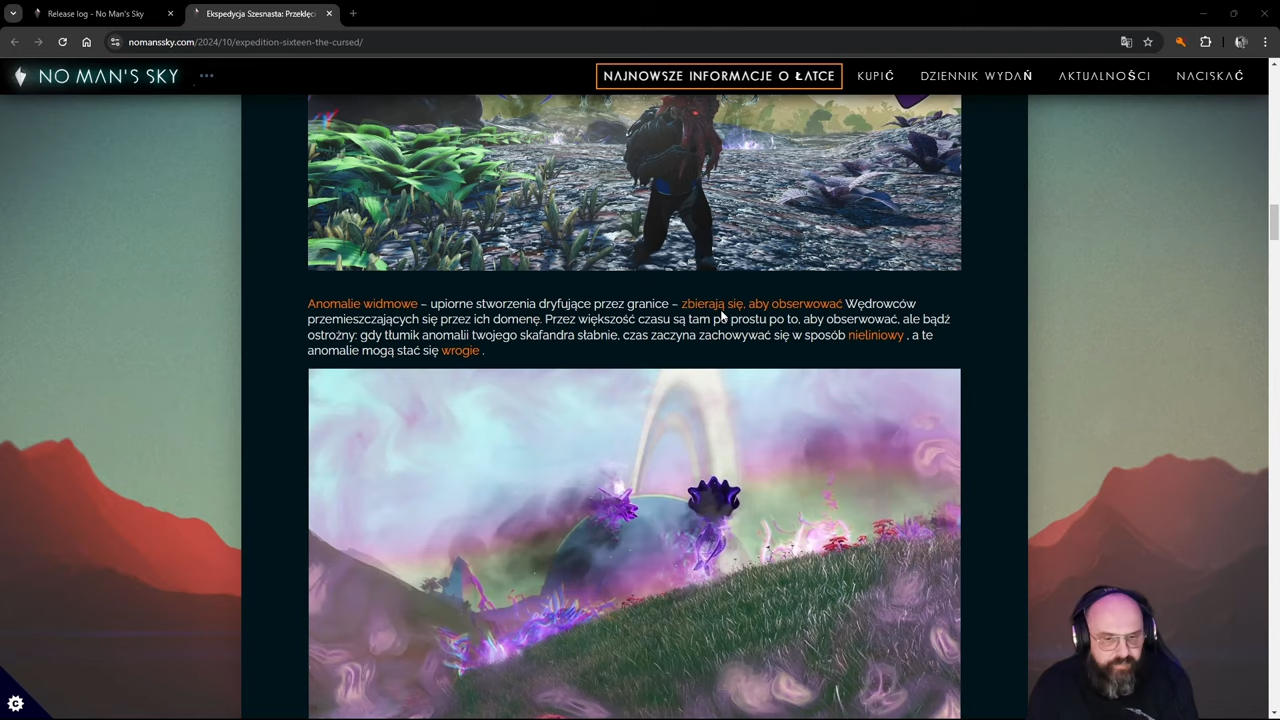 Release log - No Man's Sky
Ekspedycja Szesnasta: Przeklęci
nomanssky.com/2024/10/expedition-sixteen-the-cursed/
NO MAN'S SKY
NAJNOWSZE INFORMACJE O ŁATCE
KUPIĆ
DZIENNIK WYDAŃ
AKTUALNOŚCI
NACISKAĆ
Anomalie widmowe – upiorne stworzenia dryfujące przez granice – zbierają się, aby obserwować Wędrowców
przemieszczających się przez ich domenę. Przez większość czasu są tam po prostu po to, aby obserwować, ale bądź
ostrożny: gdy tłumik anomalii twojego skafandra słabnie, czas zaczyna zachowywać się w sposób nieliniowy , a te
anomalie mogą stać się wrogie .